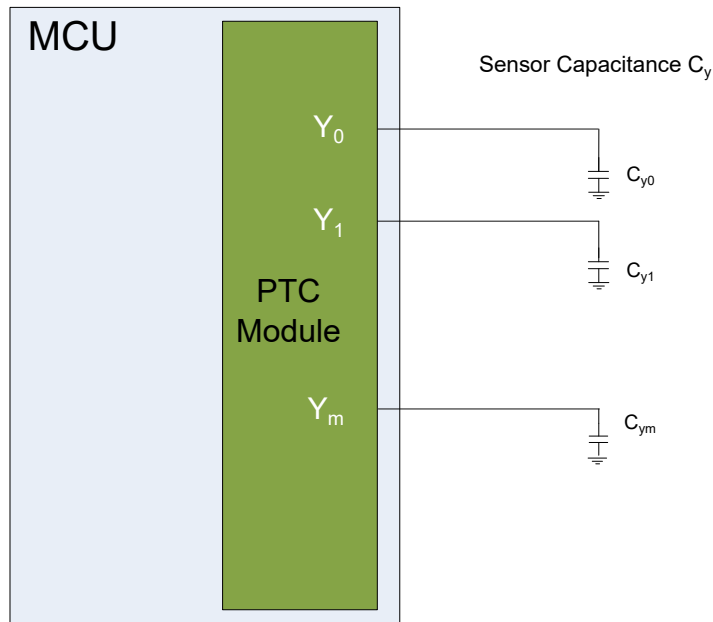 MCU
Sensor Capacitance Cy
Y0
Cy0
Y1
Cy1
PTC
Module
Ym
Cym